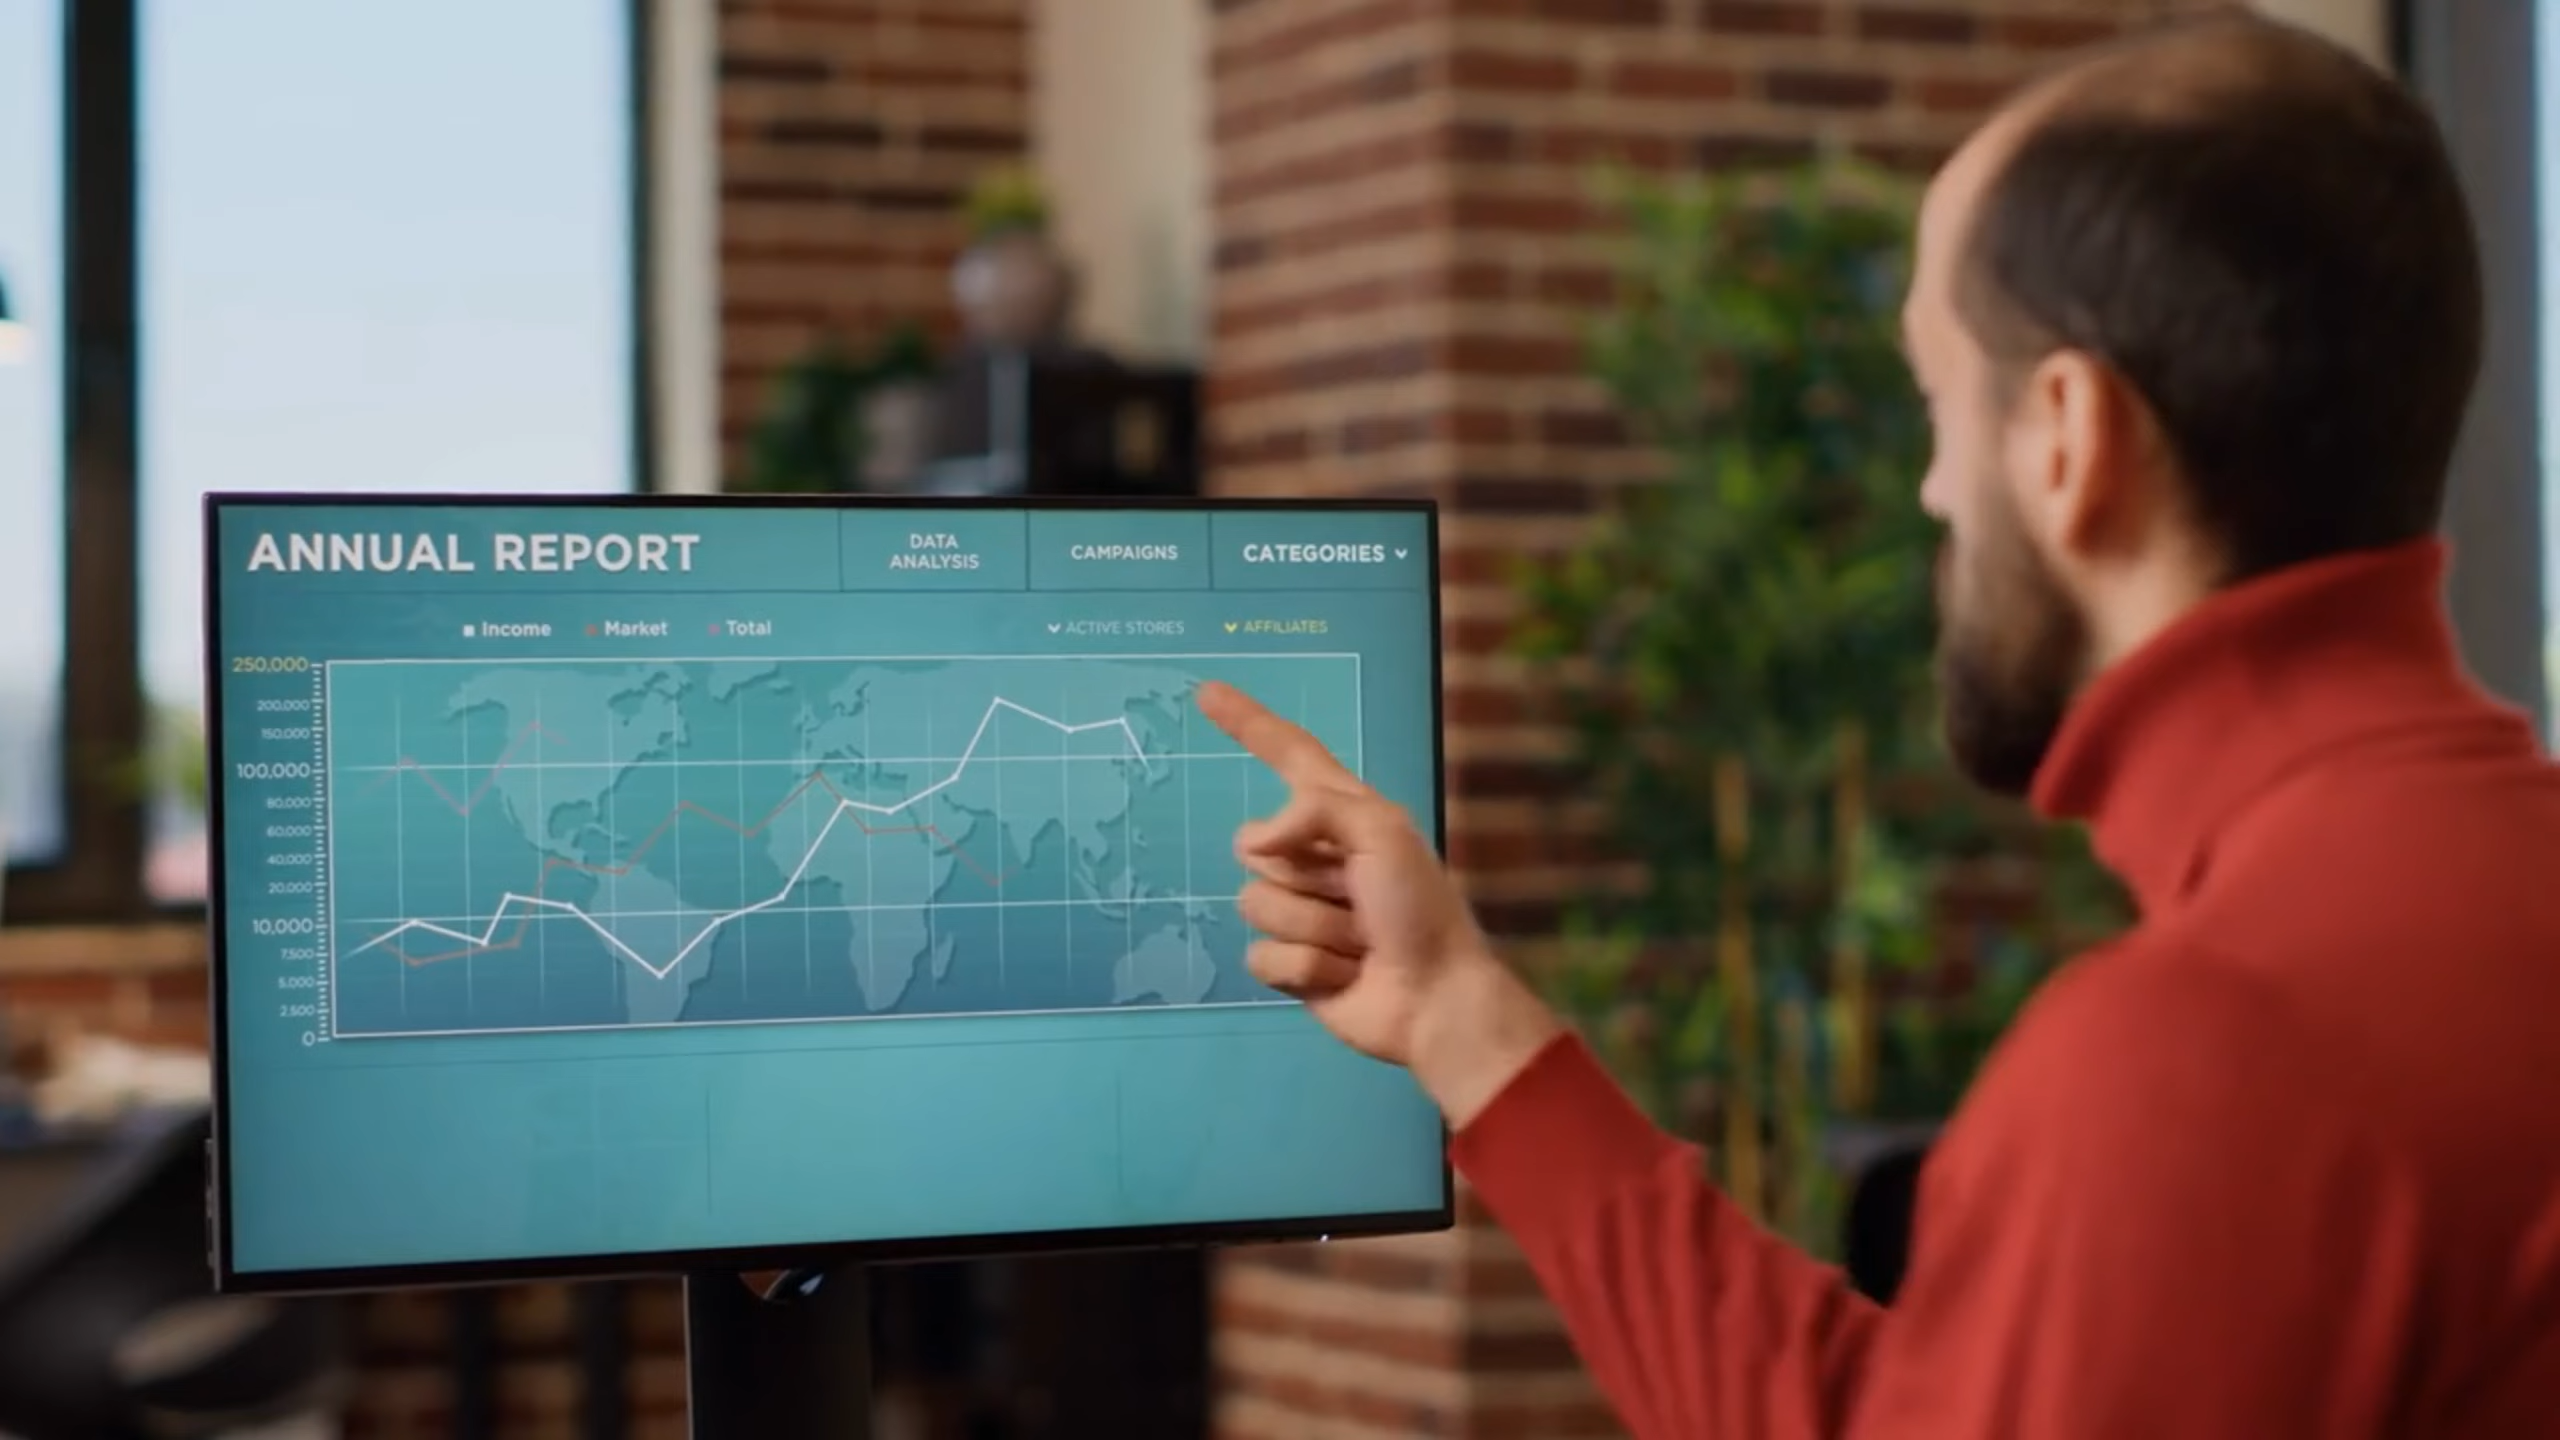 ANNUAL REPORT
DATA
ANALYSIS
CAMPAIGNS
CATEGORIES
Income Market Total
ACTIVE STORES AFFILIATES
250,000
200,000
150,000
100,000
80,000
60,000
40,000
20,000
10,000
7,500
5,000
2,500
0